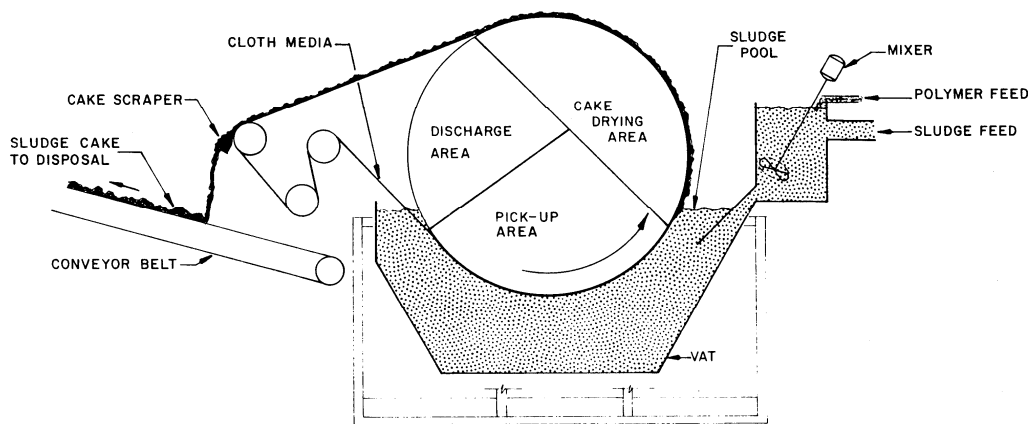 CLOTH MEDIA
SLUDGE
POOL
MIXER
CAKE SCRAPER
POLYMER FEED
SLUDGE CAKE
TO DISPOSAL
DISCHARGE
AREA
CAKE
DRYING
AREA
SLUDGE FEED
PICK-UP
AREA
CONVEYOR BELT
VAT